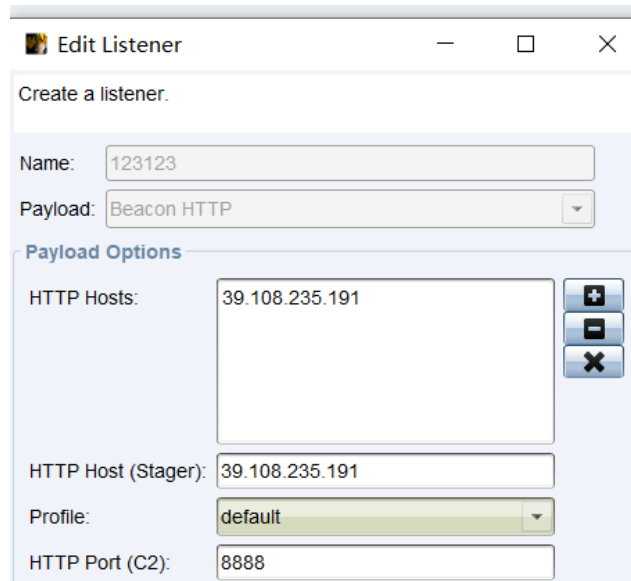 Edit Listener
Create a listener.
Name: 123123
Payload: Beacon HTTP
Payload Options
HTTP Hosts: 39.108.235.191
HTTP Host (Stager): 39.108.235.191
Profile: default
HTTP Port (C2): 8888